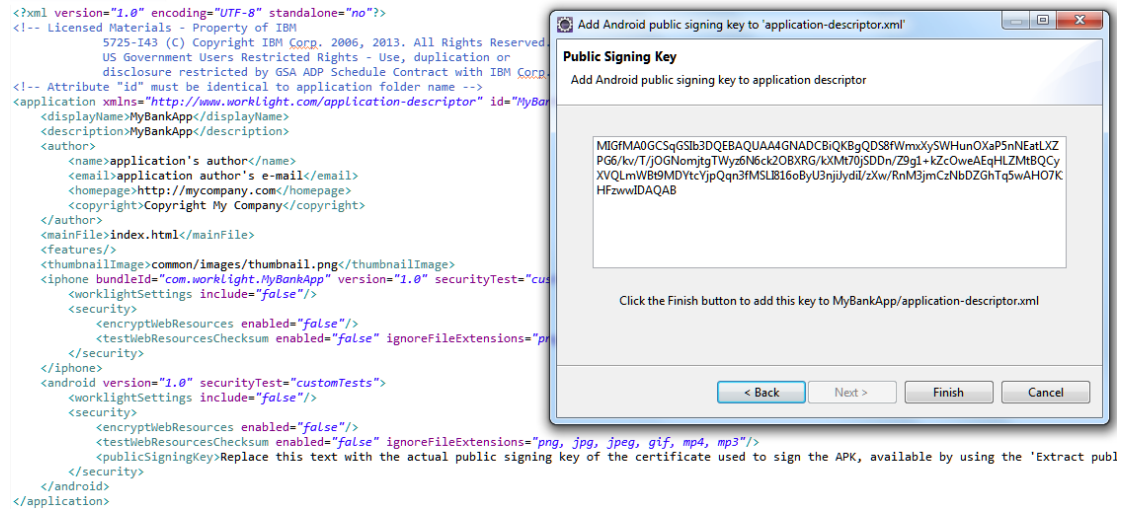 <?xml version="1.0" encoding="UTF-8" standalone="no"?>
<!-- Licensed Materials - Property of IBM
5725-I43 (C) Copyright IBM Corp. 2006, 2013. All Rights Reserved.
US Government Users Restricted Rights - Use, duplication or
disclosure restricted by GSA ADP Schedule Contract with IBM Corp.
<!-- Attribute "id" must be identical to application folder name -->
<application xmlns="http://www.worklight.com/application-descriptor" id="MyBan
<displayName>MyBankApp</displayName>
<description>MyBankApp</description>
<author>
<name>application's author</name>
<email>application author's e-mail</email>
<homepage>http://mycompany.com</homepage>
<copyright>Copyright My Company</copyright>
</author>
<mainFile>index.html</mainFile>
<features/>
<thumbnailImage>common/images/thumbnail.png</thumbnailImage>
<iphone bundleId="com.worklight.MyBankApp" version="1.0" securityTest="cus
<worklightSettings include="false"/>
<security>
<encryptWebResources enabled="false"/>
<testWebResourcesChecksum enabled="false" ignoreFileExtensions="pn
</security>
</iphone>
<android version="1.0" securityTest="customTests">
<worklightSettings include="false"/>
<security>
<encryptWebResources enabled="false"/>
<testWebResourcesChecksum enabled="false" ignoreFileExtensions="png, jpg, jpeg, gif, mp4, mp3"/>
<publicSigningKey>Replace this text with the actual public signing key of the certificate used to sign the APK, available by using the 'Extract publ
</security>
</android>
</application>
Add Android public signing key to 'application-descriptor.xml'
Public Signing Key
Add Android public signing key to application descriptor
MIGfMA0GCSqGSIb3DQEBAQUAA4GNADCBiQKBgQDS8fWmxXySWHunOXaP5nNEatLXZ
PG6/kv/T/jOGNomjtgTWyz6N6ck2OBXRG/kXMt70jSDDn/Z9g1+kZcOweAEqHLZMtBQCy
XVQLmWBt9MDYtcYjpQqn3fMSLI816oByU3njiUydiI/zXw/RnM3jmCzNbDZGhTq5wAHO7K
HFzwwIDAQAB
Click the Finish button to add this key to MyBankApp/application-descriptor.xml
< Back
Next >
Finish
Cancel